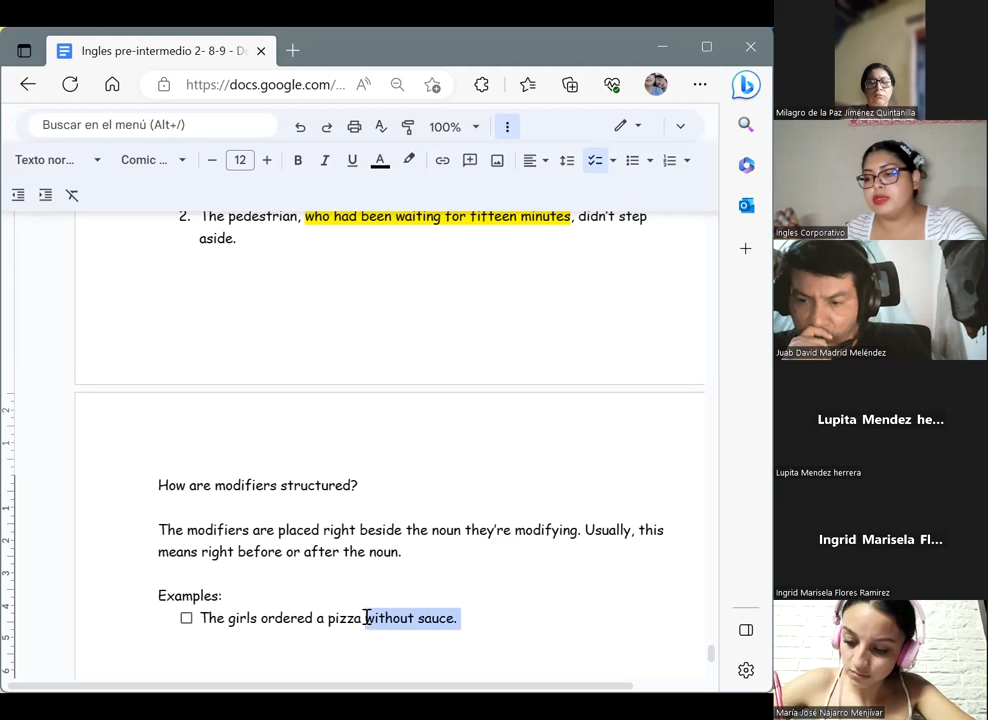 Ingles pre-intermedio 2- 8-9 - D
https://docs.google.com/...
Buscar en el menú (Alt+/)
100%
Texto nor...
Comic ...
12
2. The pedestrian, who had been waiting for fifteen minutes, didn't step
aside.
How are modifiers structured?
The modifiers are placed right beside the noun they're modifying. Usually, this
means right before or after the noun.
Examples:
The girls ordered a pizza without sauce.
Milagro de la Paz Jiménez Quintanilla
Ingles Corporativo
Juab David Madrid Meléndez
Lupita Mendez he...
Lupita Mendez herrera
Ingrid Marisela Fl...
Ingrid Marisela Flores Ramirez
María José Najarro Menjívar